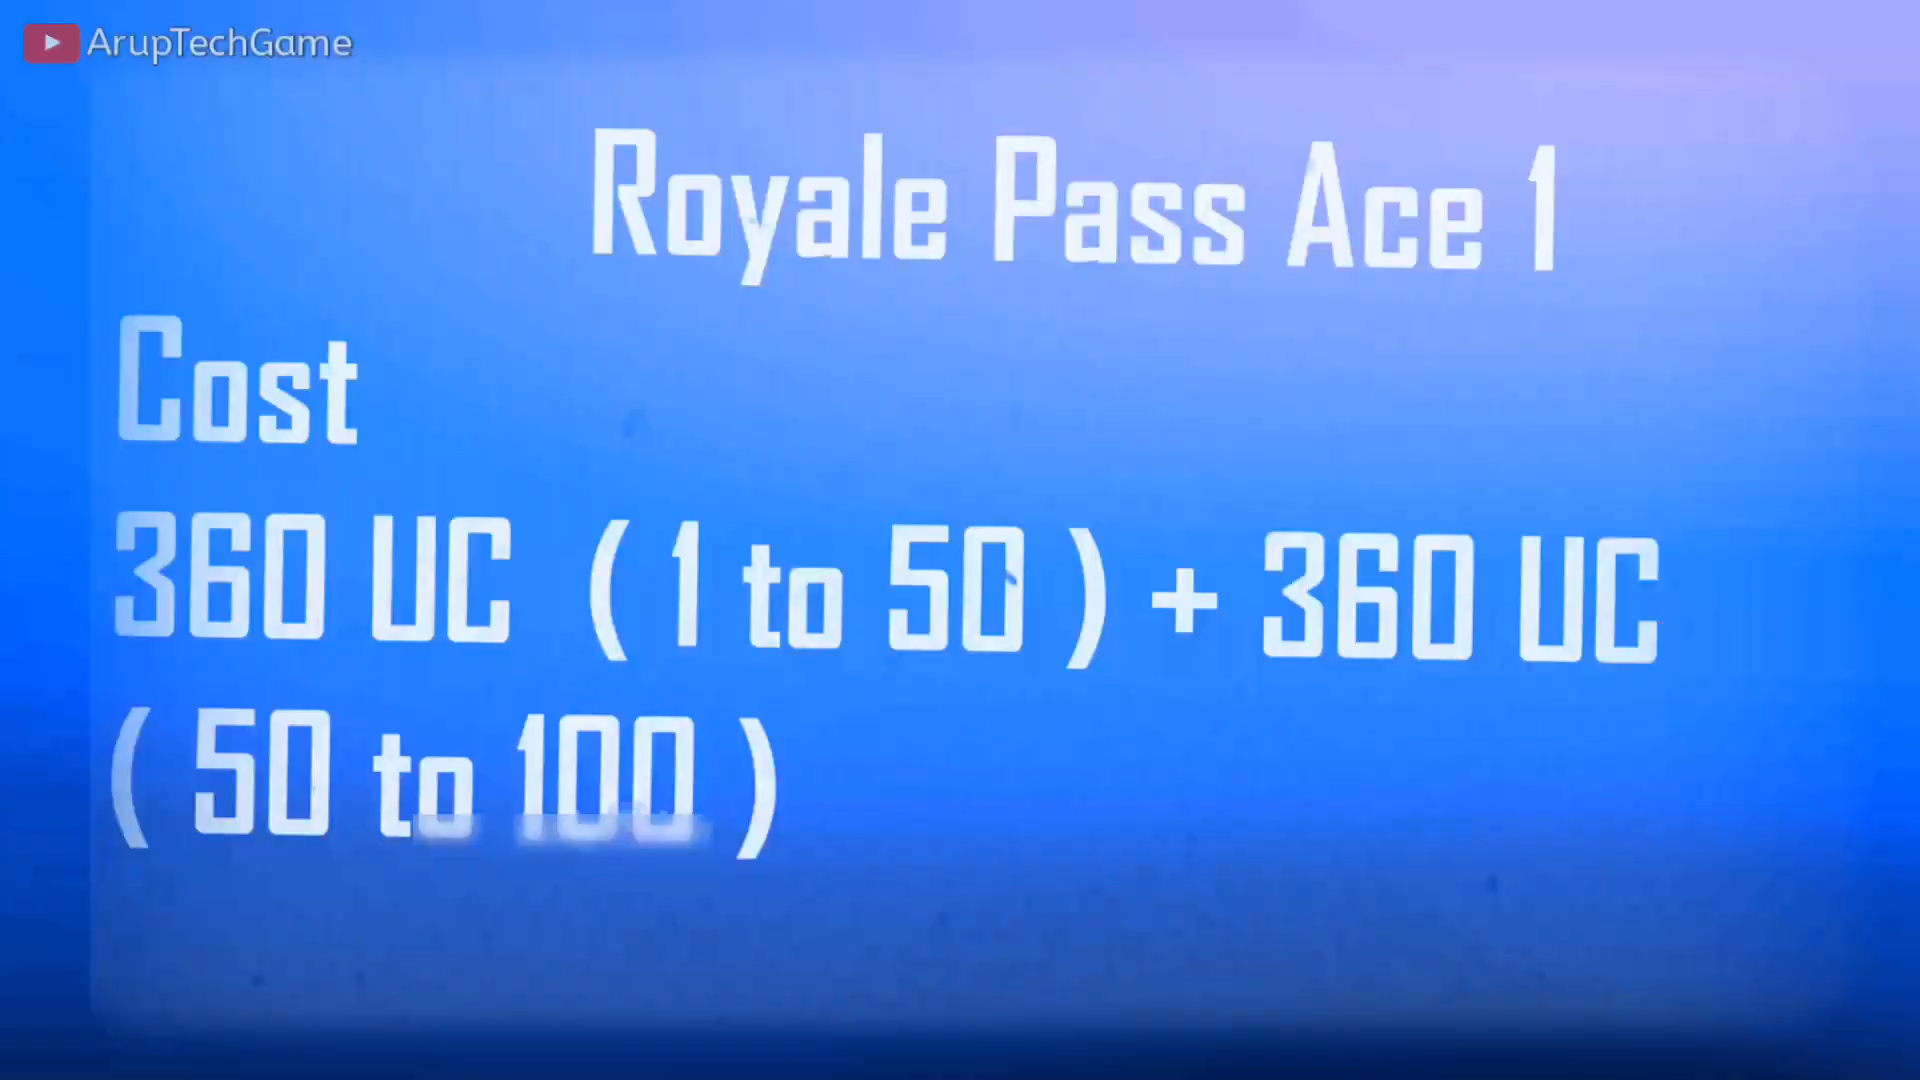 ArupTechGame
Royale Pass Ace 1
Cost
360 UC ( 1 to 50 ) + 360 UC
( 50 to 100 )